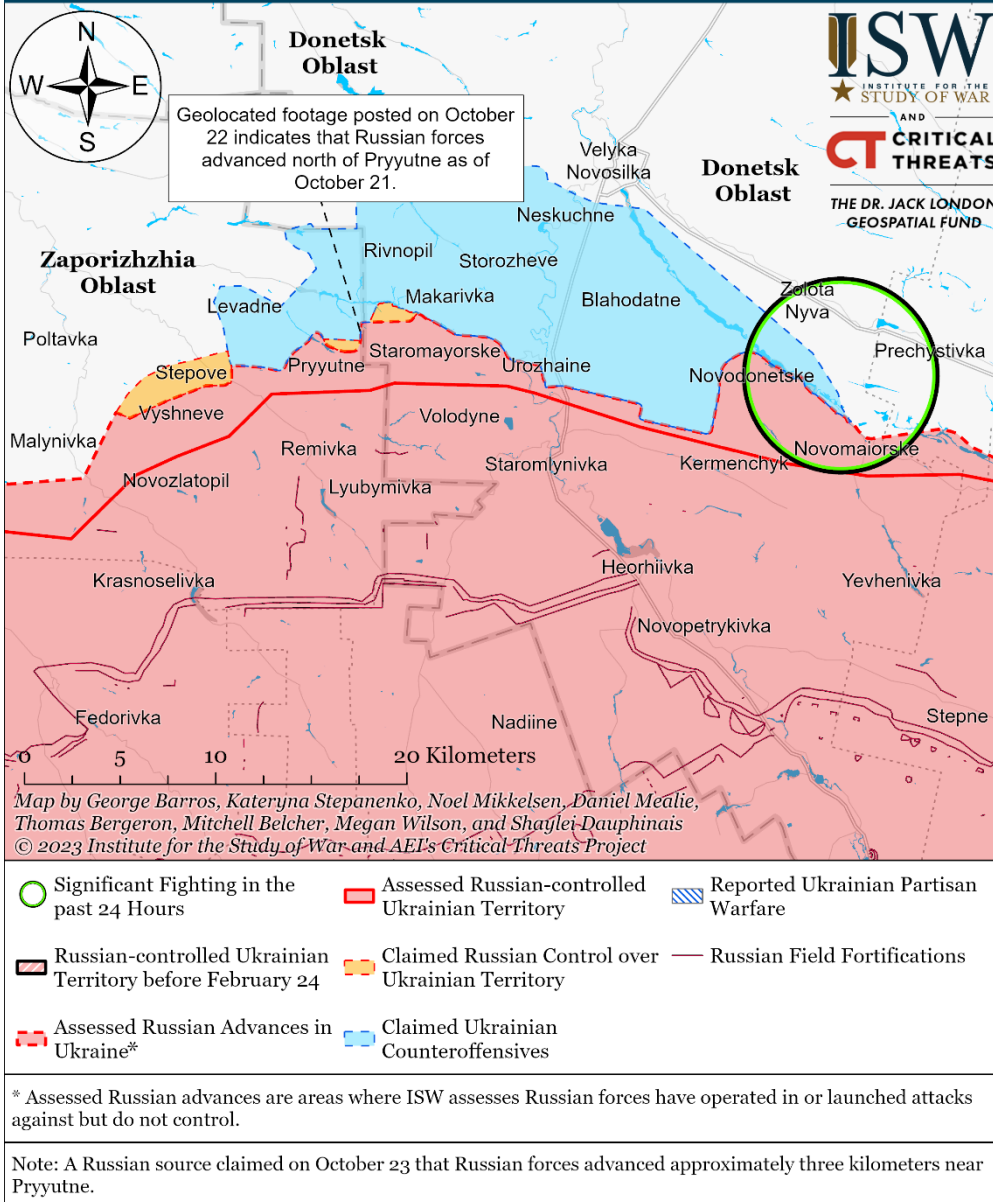 N
W
E
S
Donetsk
Oblast
ISW
INSTITUTE FOR THE
STUDY OF WAR
AND
CT CRITICAL
THREATS
THE DR. JACK LONDON
GEOSPATIAL FUND
Geolocated footage posted on October
22 indicates that Russian forces
advanced north of Pryyutne as of
October 21.
Velyka
Novosilka
Donetsk
Oblast
Neskuchne
Rivnopil
Storozheve
Zaporizhzhia
Oblast
Levadne
Makarivka
Blahodatne
Zolota
Nyva
Poltavka
Prechystivka
Staromayorske
Stepove
Pryyutne
Urozhaine
Novodonetske
Vyshneve
Volodyne
Malynivka
Remivka
Novomaiorske
Staromlynivka
Kermenchyk
Novozlatopil
Lyubymivka
Heorhiivka
Krasnoselivka
Yevhenivka
Novopetrykivka
Fedorivka
Nadiine
Stepne
0 5 10 20 Kilometers
Map by George Barros, Kateryna Stepanenko, Noel Mikkelsen, Daniel Mealie,
Thomas Bergeron, Mitchell Belcher, Megan Wilson, and Shaylei Dauphinais
© 2023 Institute for the Study of War and AEI's Critical Threats Project
Significant Fighting in the
past 24 Hours
Assessed Russian-controlled
Ukrainian Territory
Reported Ukrainian Partisan
Warfare
Russian-controlled Ukrainian
Territory before February 24
Claimed Russian Control over
Ukrainian Territory
Russian Field Fortifications
Assessed Russian Advances in
Ukraine*
Claimed Ukrainian
Counteroffensives
* Assessed Russian advances are areas where ISW assesses Russian forces have operated in or launched attacks
against but do not control.
Note: A Russian source claimed on October 23 that Russian forces advanced approximately three kilometers near
Pryyutne.